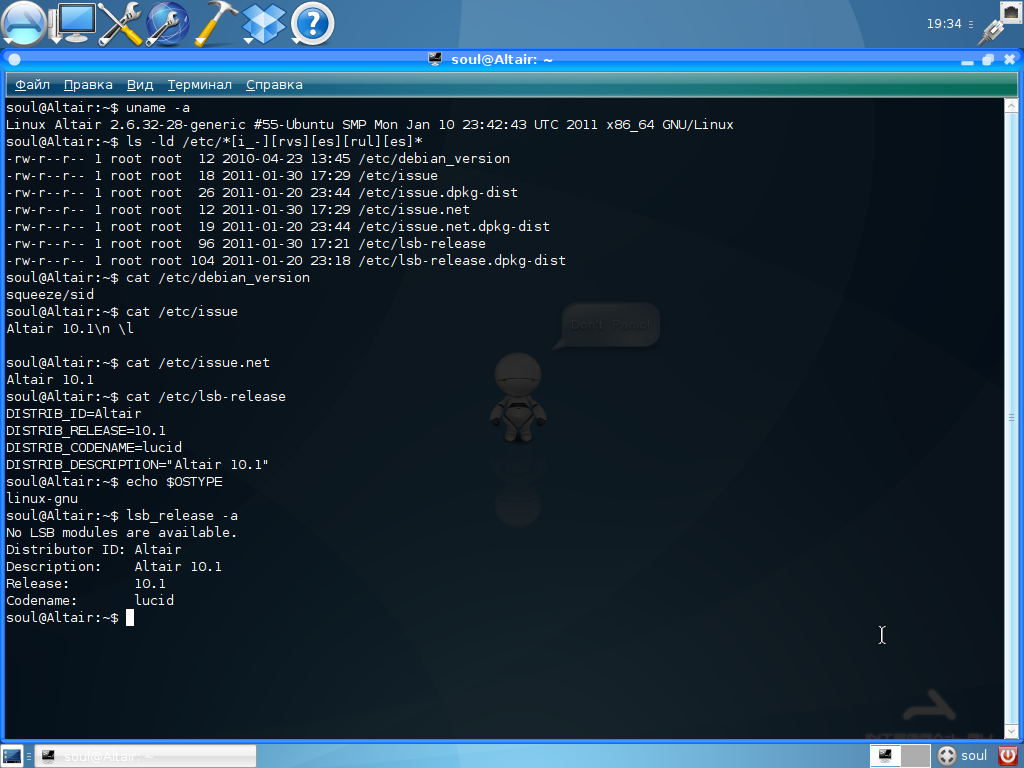 19:34
soul@Altair: ~
Файл Правка Вид Терминал Справка
soul@Altair:~$ uname -a
Linux Altair 2.6.32-28-generic #55-Ubuntu SMP Mon Jan 10 23:42:43 UTC 2011 x86_64 GNU/Linux
soul@Altair:~$ ls -ld /etc/*[i_-][rvs][es][rul][es]*
-rw-r--r-- 1 root root  12 2010-04-23 13:45 /etc/debian_version
-rw-r--r-- 1 root root  18 2011-01-30 17:29 /etc/issue
-rw-r--r-- 1 root root  26 2011-01-20 23:44 /etc/issue.dpkg-dist
-rw-r--r-- 1 root root  12 2011-01-30 17:29 /etc/issue.net
-rw-r--r-- 1 root root  19 2011-01-20 23:44 /etc/issue.net.dpkg-dist
-rw-r--r-- 1 root root  96 2011-01-30 17:21 /etc/lsb-release
-rw-r--r-- 1 root root 104 2011-01-20 23:18 /etc/lsb-release.dpkg-dist
soul@Altair:~$ cat /etc/debian_version
squeeze/sid
soul@Altair:~$ cat /etc/issue
Altair 10.1\n \l
Don't Panic!
soul@Altair:~$ cat /etc/issue.net
Altair 10.1
soul@Altair:~$ cat /etc/lsb-release
DISTRIB_ID=Altair
DISTRIB_RELEASE=10.1
DISTRIB_CODENAME=lucid
DISTRIB_DESCRIPTION="Altair 10.1"
soul@Altair:~$ echo $OSTYPE
linux-gnu
soul@Altair:~$ lsb_release -a
No LSB modules are available.
Distributor ID: Altair
Description:    Altair 10.1
Release:        10.1
Codename:       lucid
soul@Altair:~$
soul@Altair: ~
soul